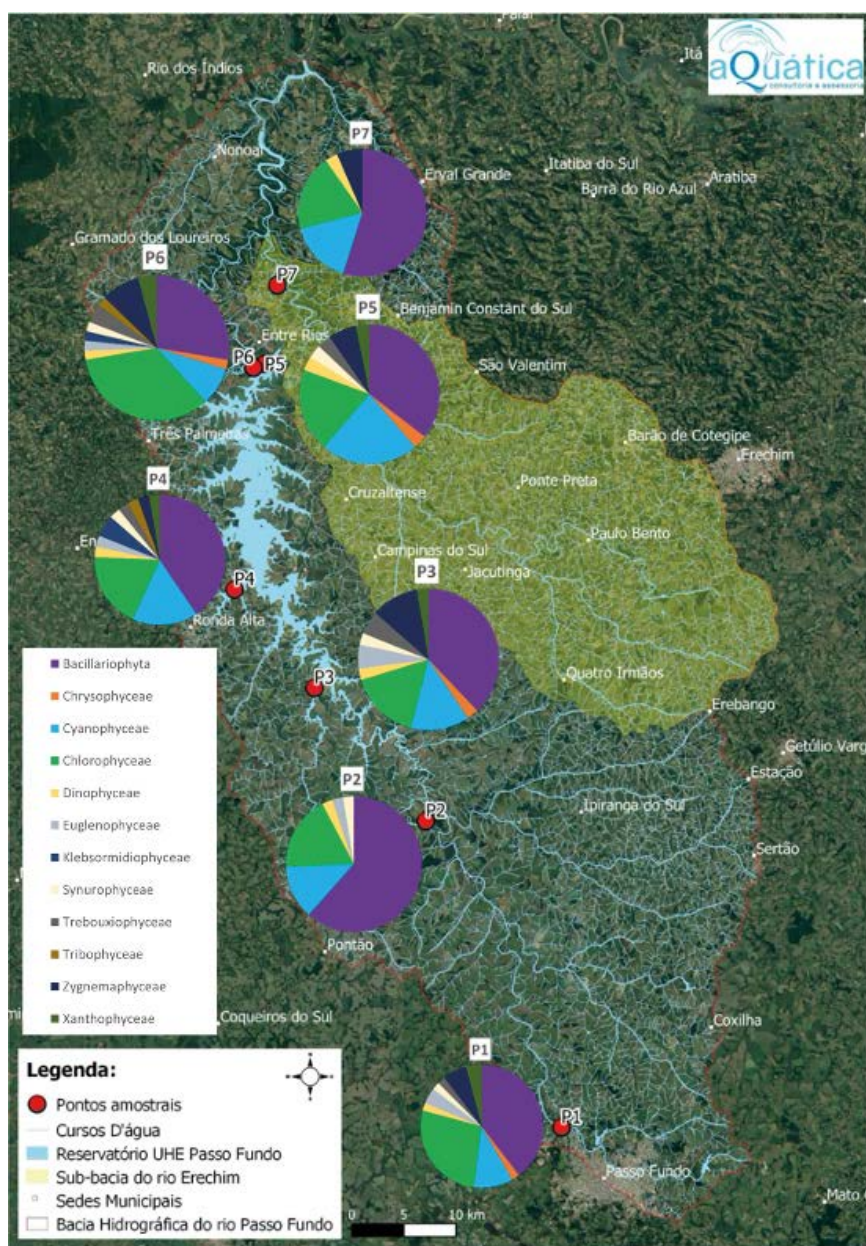 aQuática
consultoria e assessoria
Itá
Rio dos Índios
P7
Nonoai
Erval Grande
Itatiba do Sul
Aratiba
Barra do Rio Azul
Gramado dos Loureiros
P6
P7
Benjamin Constant do Sul
P5
Entre Rios
P6
P5
São Valentim
Três Palmeiras
Barão de Cotegipe
Erechim
P4
Cruzaltense
Ponte Preta
Paulo Bento
Campinas do Sul
Jacutinga
P3
P4
Ronda Alta
Bacillariophyta
Chrysophyceae
Cyanophyceae
Chlorophyceae
Dinophyceae
Euglenophyceae
Klebsormidiophyceae
Synurophyceae
Trebouxiophyceae
Tribophyceae
Zygnemaphyceae
Xanthophyceae
P3
Quatro Irmãos
Erebango
Getúlio Varg
Estação
P2
P2
Ipiranga do Sul
Sertão
Pontão
Coqueiros do Sul
Coxilha
P1
P1
Passo Fundo
Mato
Legenda:
Pontos amostrais
Cursos D'água
Reservatório UHE Passo Fundo
Sub-bacia do rio Erechim
Sedes Municipais
Bacia Hidrográfica do rio Passo Fundo
0 5 10 km